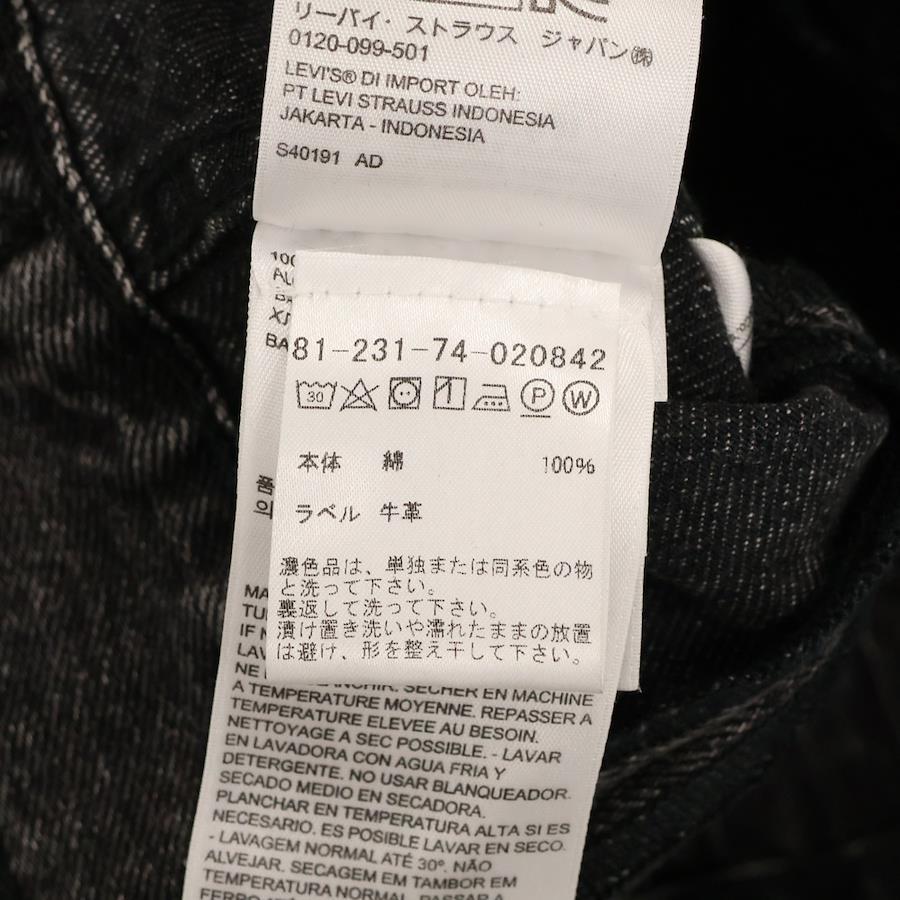 リーバイ・ストラウス ジャパン㈱
0120-099-501
LEVI'S® DI IMPORT OLEH:
PT LEVI STRAUSS INDONESIA
JAKARTA - INDONESIA
S40191 AD
81-231-74-020842
30
P
W
本体 綿 100%
ラベル 牛革
濃色品は、単独または同系色の物
と洗って下さい。
裏返して洗って下さい。
漬け置き洗いや濡れたままの放置
は避け、形を整え干して下さい。
품
의
SECHER EN MACHINE
A TEMPERATURE MOYENNE. REPASSER A
TEMPERATURE ELEVEE AU BESOIN.
NETTOYAGE A SEC POSSIBLE. - LAVAR
EN LAVADORA CON AGUA FRIA Y
DETERGENTE. NO USAR BLANQUEADOR.
SECADO MEDIO EN SECADORA.
PLANCHAR EN TEMPERATURA ALTA SI ES
NECESARIO. ES POSIBLE LAVAR EN SECO.
- LAVAGEM NORMAL ATÉ 30°. NÃO
ALVEJAR. SECAGEM EM TAMBOR EM
TEMPERATURA NORMAL.